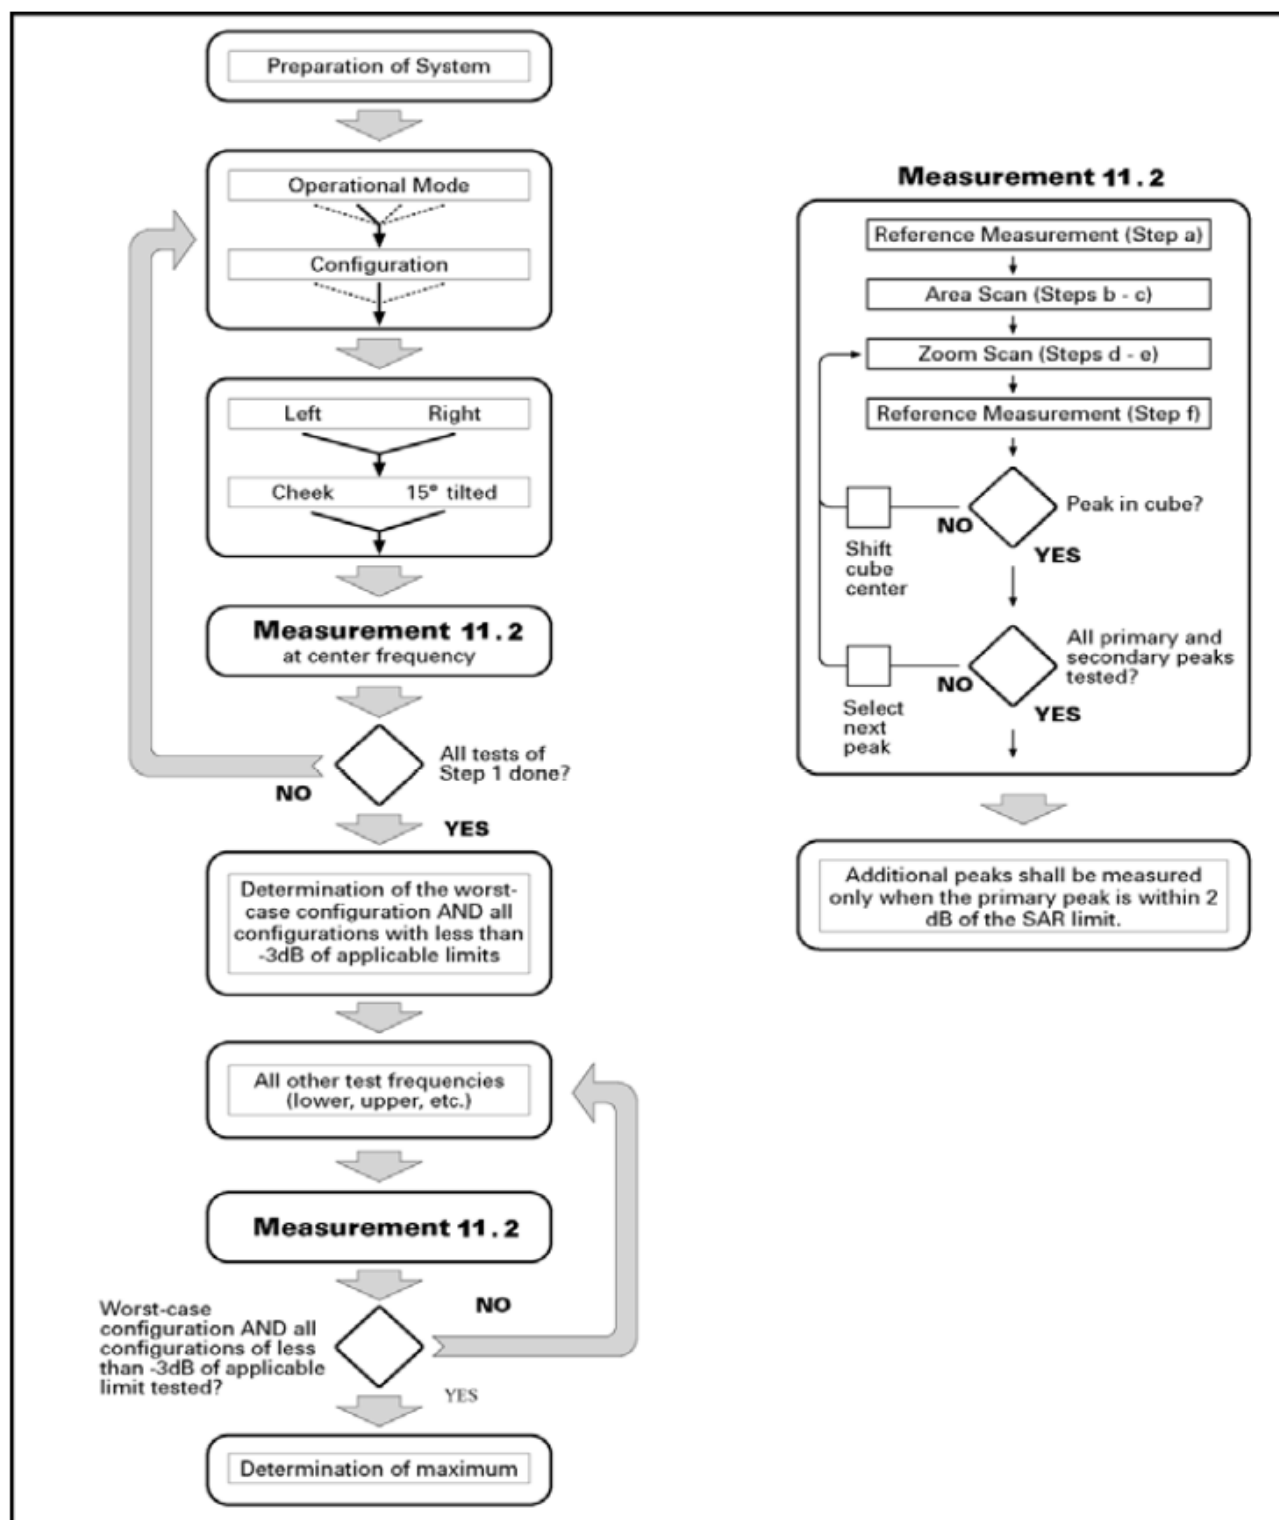 Preparation of System
Operational Mode
Configuration
Left Right
Cheek 15° tilted
Measurement 11.2
at center frequency
All tests of
Step 1 done?
NO
YES
Determination of the worst-
case configuration AND all
configurations with less than
-3dB of applicable limits
All other test frequencies
(lower, upper, etc.)
Measurement 11.2
NO
Worst-case
configuration AND all
configurations of less
than -3dB of applicable
limit tested?
YES
Determination of maximum
Measurement 11.2
Reference Measurement (Step a)
Area Scan (Steps b - c)
Zoom Scan (Steps d - e)
Reference Measurement (Step f)
Peak in cube?
NO
YES
Shift
cube
center
All primary and
secondary peaks
tested?
NO
YES
Select
next
peak
Additional peaks shall be measured
only when the primary peak is within 2
dB of the SAR limit.